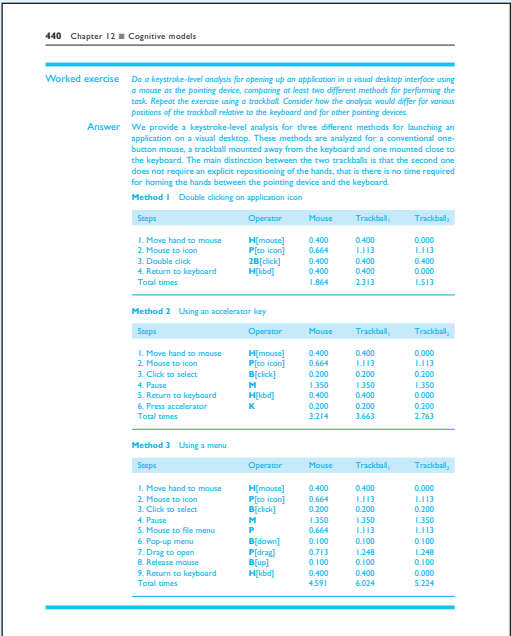 440 Chapter 12 ■ Cognitive models
Worked exercise Do a keystroke-level analysis for opening up an application in a visual desktop interface using
a mouse as the pointing device, comparing at least two different methods for performing the
task. Repeat the exercise using a trackball. Consider how the analysis would differ for various
positions of the trackball relative to the keyboard and for other pointing devices.
Answer We provide a keystroke-level analysis for three different methods for launching an
application on a visual desktop. These methods are analyzed for a conventional one-
button mouse, a trackball mounted away from the keyboard and one mounted close to
the keyboard. The main distinction between the two trackballs is that the second one
does not require an explicit repositioning of the hands, that is there is no time required
for homing the hands between the pointing device and the keyboard.
Method 1 Double clicking on application icon
Steps Operator Mouse Trackball₁ Trackball₂
1. Move hand to mouse H[mouse] 0.400 0.400 0.000
2. Mouse to icon P[to icon] 0.664 1.113 1.113
3. Double click 2B[click] 0.400 0.400 0.400
4. Return to keyboard H[kbd] 0.400 0.400 0.000
Total times 1.864 2.313 1.513
Method 2 Using an accelerator key
Steps Operator Mouse Trackball₁ Trackball₂
1. Move hand to mouse H[mouse] 0.400 0.400 0.000
2. Mouse to icon P[to icon] 0.664 1.113 1.113
3. Click to select B[click] 0.200 0.200 0.200
4. Pause M 1.350 1.350 1.350
5. Return to keyboard H[kbd] 0.400 0.400 0.000
6. Press accelerator K 0.200 0.200 0.200
Total times 3.214 3.663 2.763
Method 3 Using a menu
Steps Operator Mouse Trackball₁ Trackball₂
1. Move hand to mouse H[mouse] 0.400 0.400 0.000
2. Mouse to icon P[to icon] 0.664 1.113 1.113
3. Click to select B[click] 0.200 0.200 0.200
4. Pause M 1.350 1.350 1.350
5. Mouse to file menu P 0.664 1.113 1.113
6. Pop-up menu B[down] 0.100 0.100 0.100
7. Drag to open P[drag] 0.713 1.248 1.248
8. Release mouse B[up] 0.100 0.100 0.100
9. Return to keyboard H[kbd] 0.400 0.400 0.000
Total times 4.591 6.024 5.224